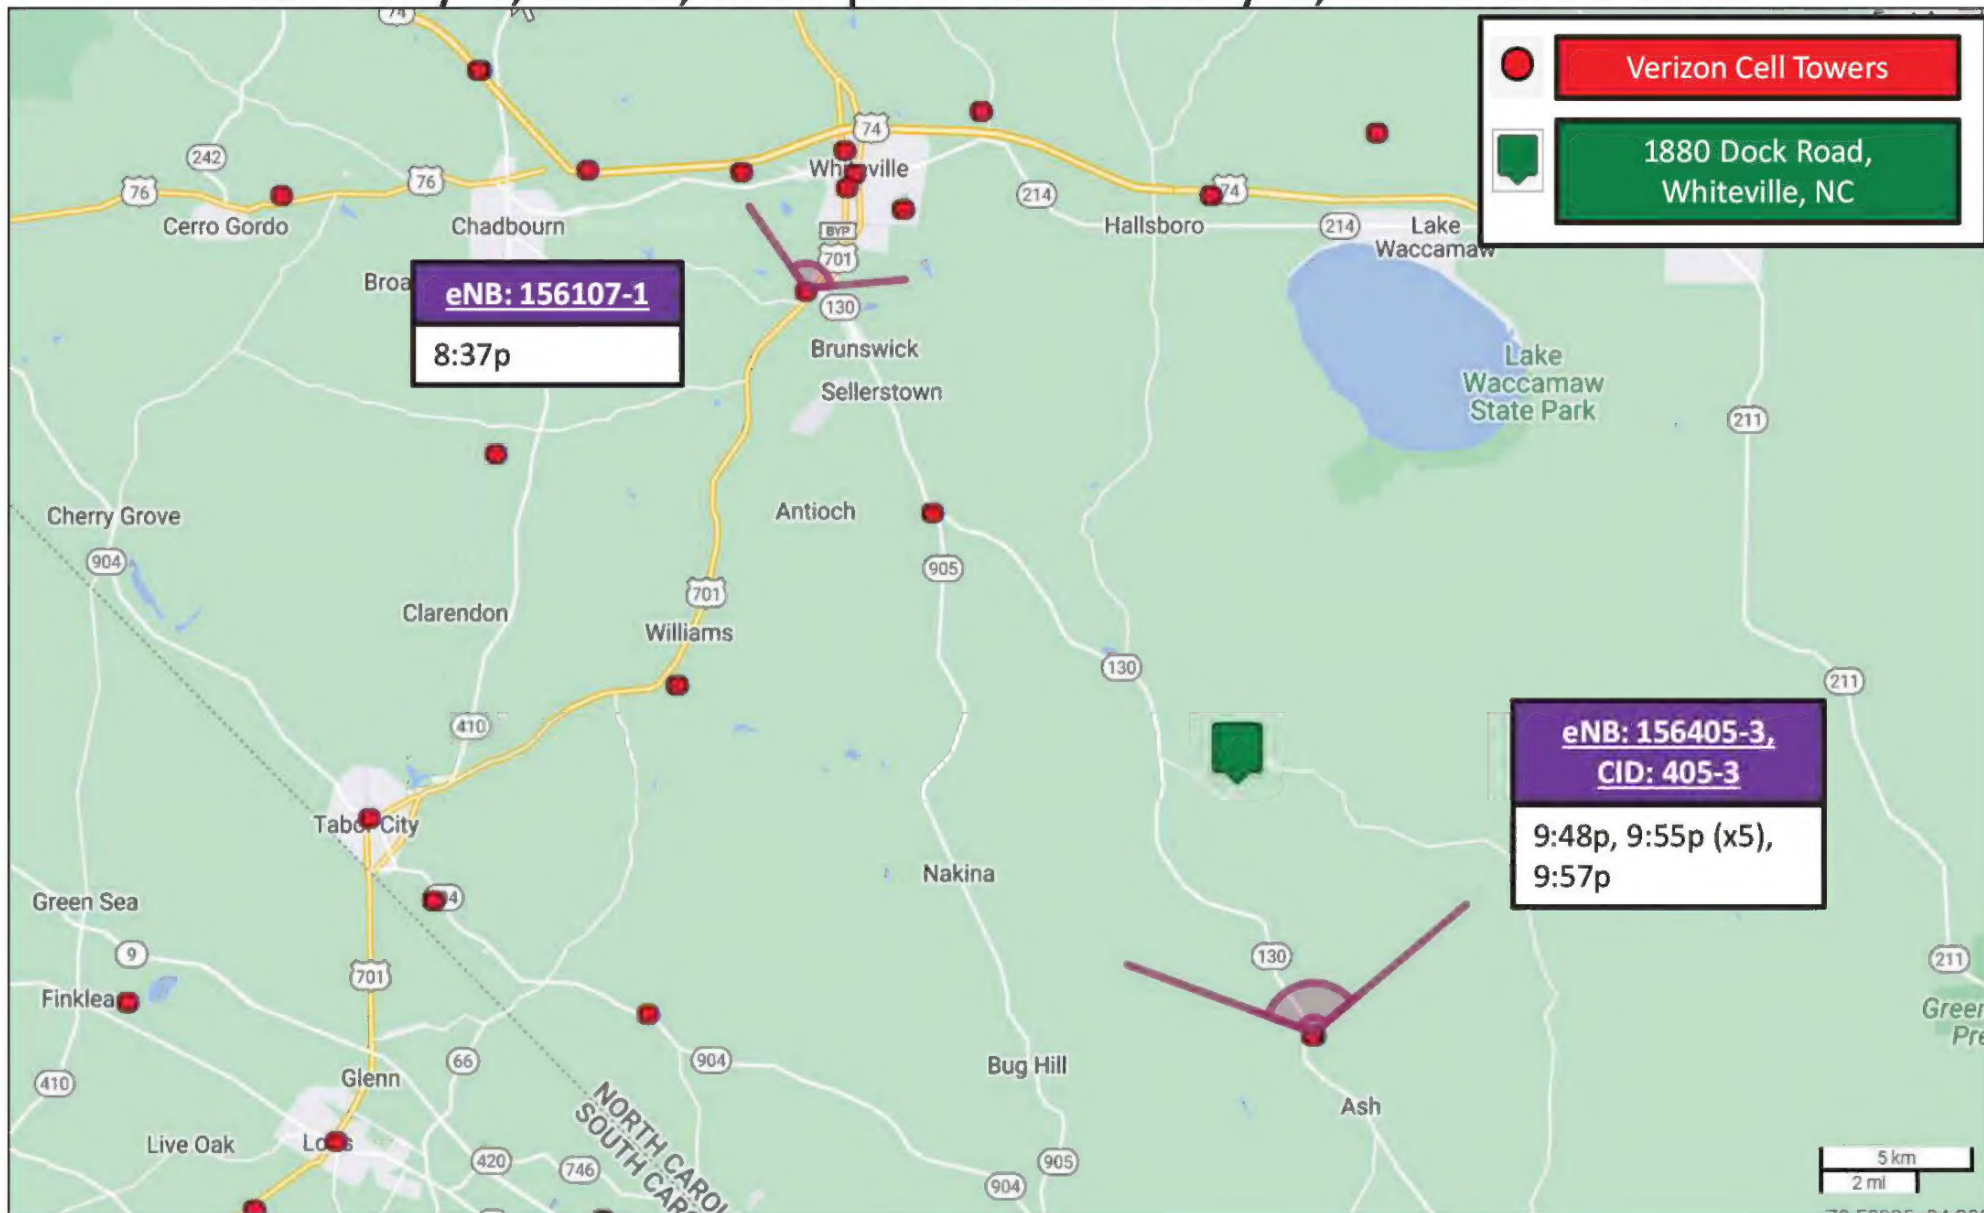 74
Verizon Cell Towers
1880 Dock Road,
Whiteville, NC
74
242
76
76
Cerro Gordo
Chadbourn
214
Hallsboro
74
214
Lake
Waccamaw
BYP
701
eNB: 156107-1
8:37p
130
Brunswick
Sellerstown
Lake
Waccamaw
State Park
211
Cherry Grove
904
Antioch
905
Clarendon
701
Williams
130
211
410
eNB: 156405-3,
CID: 405-3
9:48p, 9:55p (x5),
9:57p
Nakina
Green Sea
9
701
130
211
Finklea
904
66
410
Glenn
Bug Hill
Ash
Live Oak
420
746
905
904
5 km
2 mi